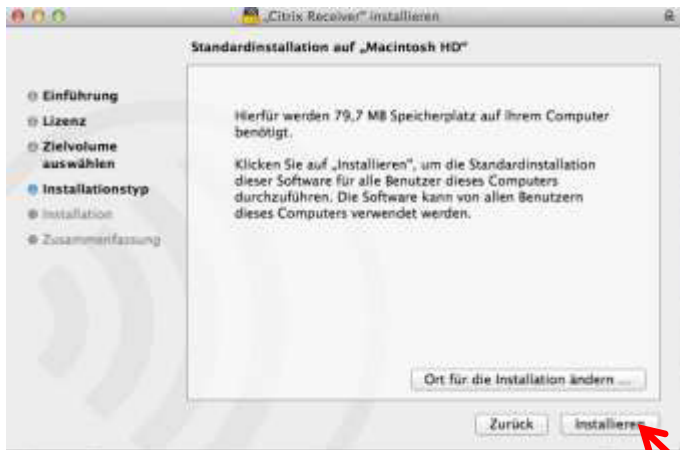 „Citrix Receiver“ installieren
Standardinstallation auf „Macintosh HD“
Einführung
Lizenz
Zielvolume
auswählen
Installationstyp
Installation
Zusammenfassung
Hierfür werden 79,7 MB Speicherplatz auf Ihrem Computer
benötigt.
Klicken Sie auf „Installieren“, um die Standardinstallation
dieser Software für alle Benutzer dieses Computers
durchzuführen. Die Software kann von allen Benutzern
dieses Computers verwendet werden.
Ort für die Installation ändern ...
Zurück
Installieren